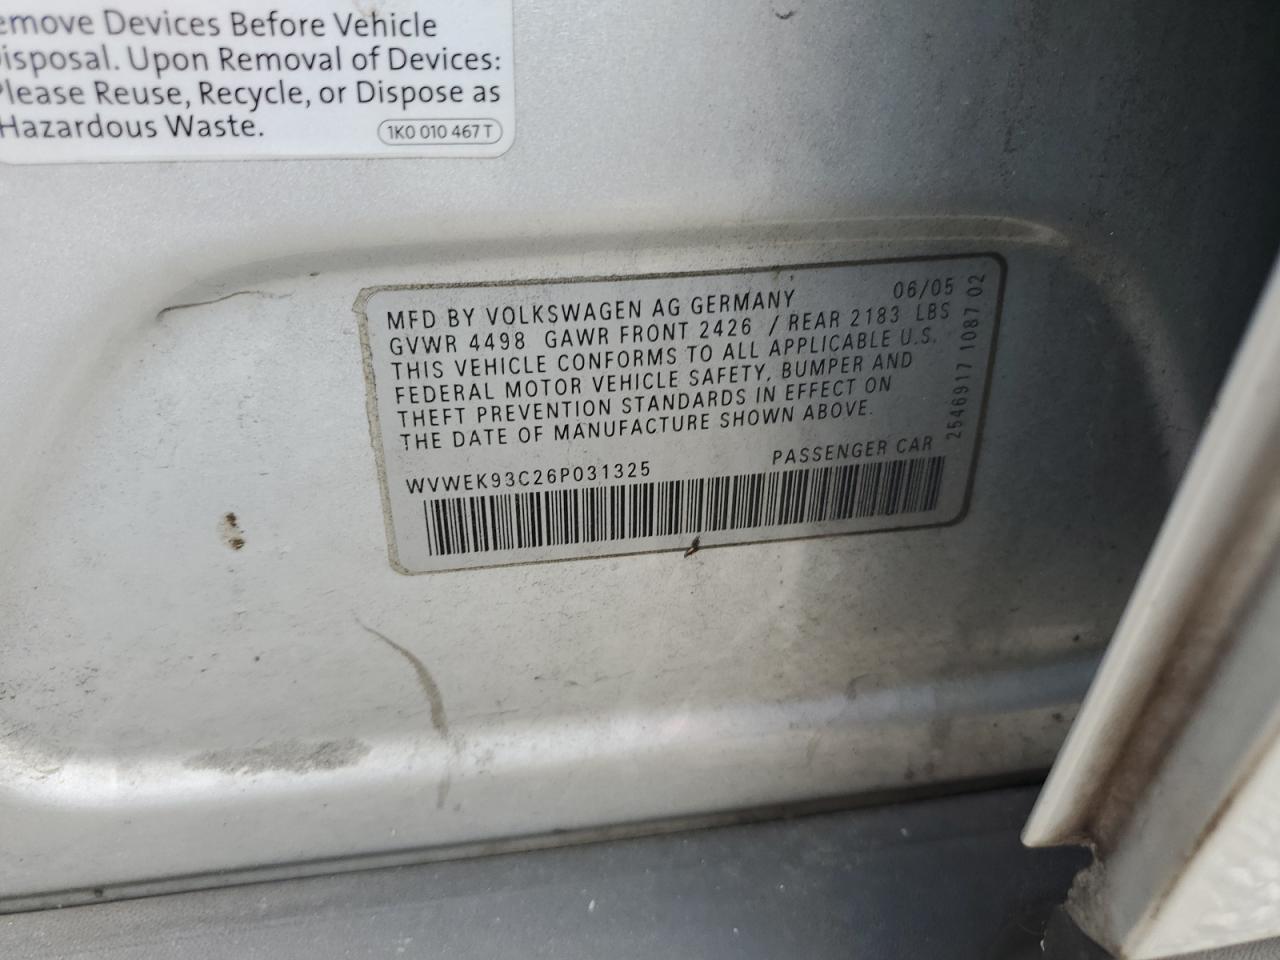 emove Devices Before Vehicle
isposal. Upon Removal of Devices:
lease Reuse, Recycle, or Dispose as
Hazardous Waste.
1K0 010 467 T
MFD BY VOLKSWAGEN AG GERMANY 06/05
GVWR 4498 GAWR FRONT 2426 / REAR 2183 LBS
THIS VEHICLE CONFORMS TO ALL APPLICABLE U.S.
FEDERAL MOTOR VEHICLE SAFETY, BUMPER AND
THEFT PREVENTION STANDARDS IN EFFECT ON
THE DATE OF MANUFACTURE SHOWN ABOVE.
WVWEK93C26P031325 PASSENGER CAR
2546917 1087 02